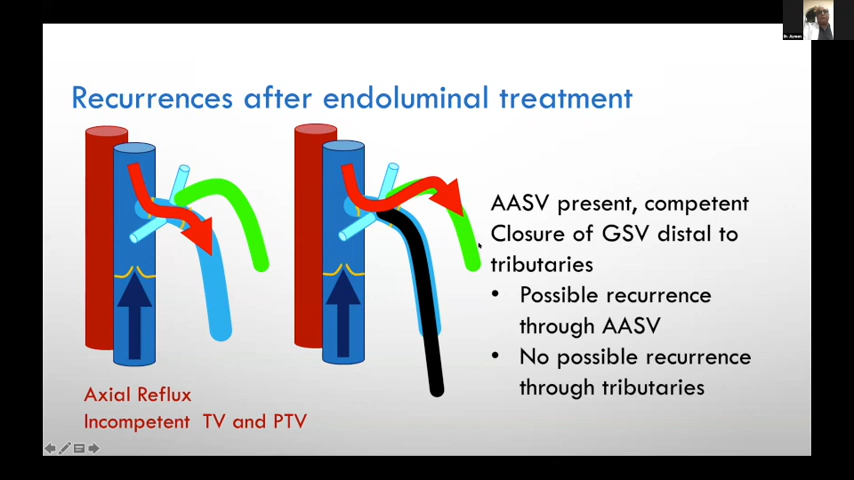 Recurrences after endoluminal treatment
AASV present, competent
Closure of GSV distal to
tributaries
• Possible recurrence
through AASV
• No possible recurrence
through tributaries
Axial Reflux
Incompetent TV and PTV